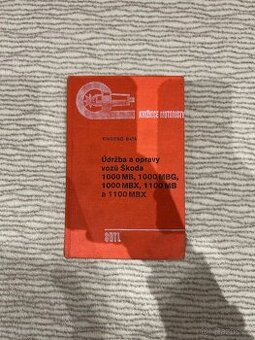 KNIŽNICE MOTORISTY
Údržba a opravy
vozů Škoda
1000 MB, 1000 MBG,
1000 MBX, 1100 MB
a 1100 MBX
SNTL